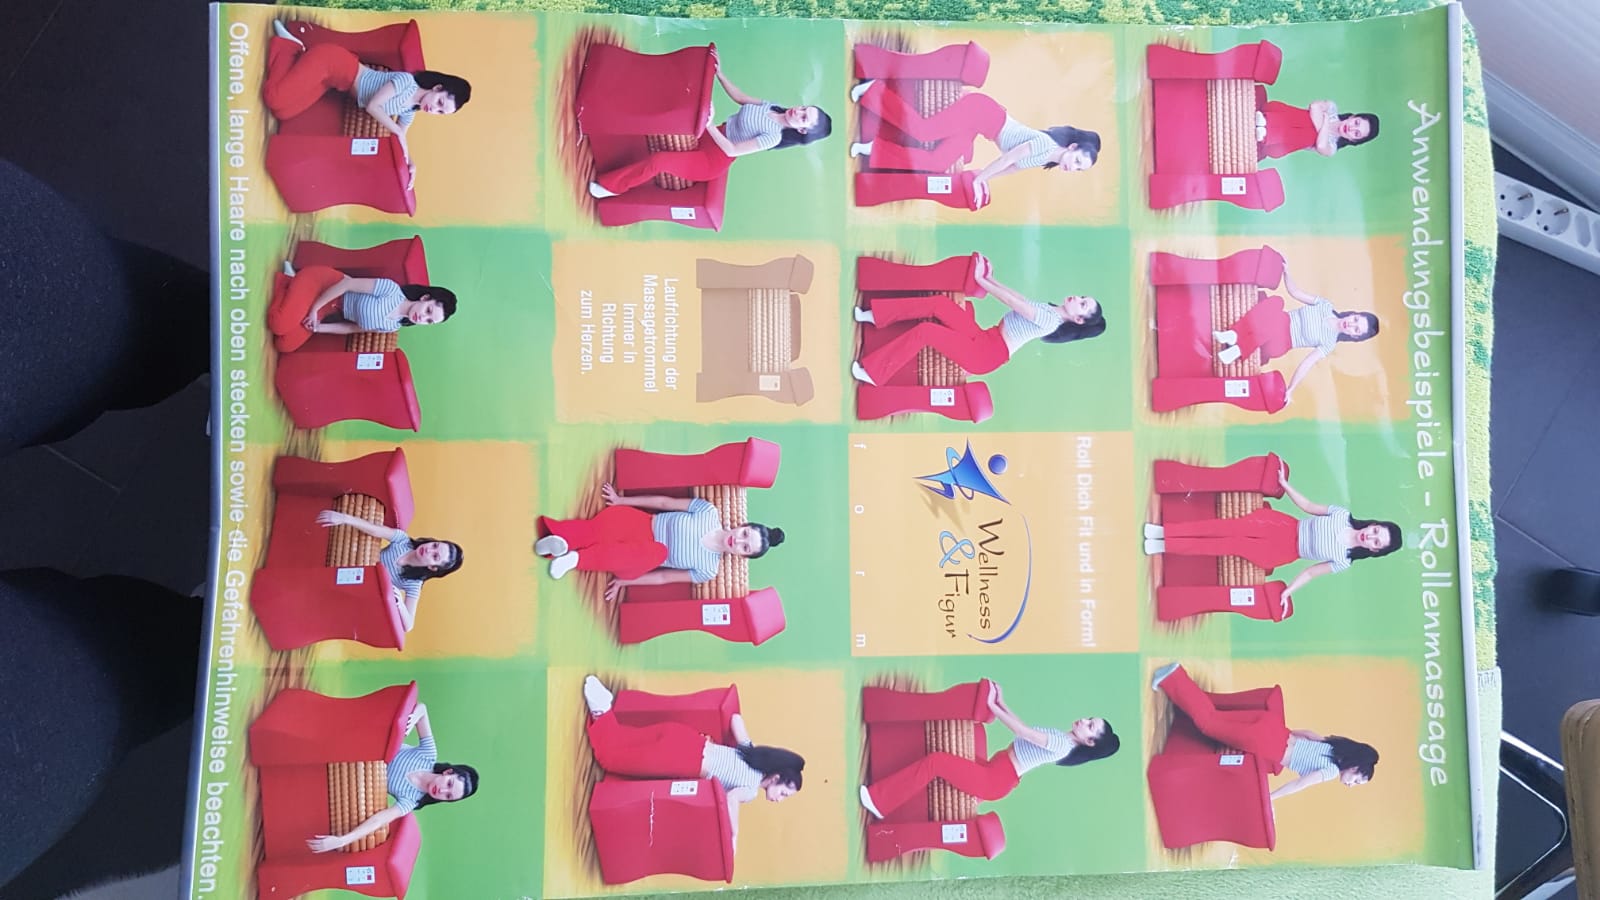 Anwendungsbeispiele - Rollenmassage
Roll Dich Fit und in Form!
Wellness
& Figur
form
Laufrichtung der
Massagetrommel
immer in
Richtung
zum Herzen.
Offene, lange Haare nach oben stecken sowie die Gefahrenhinweise beachten.